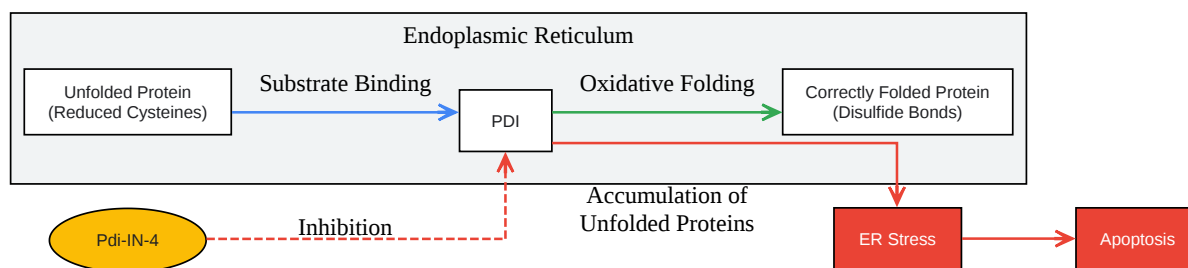 Endoplasmic Reticulum
Unfolded Protein
(Reduced Cysteines)
Substrate Binding
PDI
Oxidative Folding
Correctly Folded Protein
(Disulfide Bonds)
Accumulation of
Unfolded Proteins
Pdi-IN-4
Inhibition
ER Stress
Apoptosis